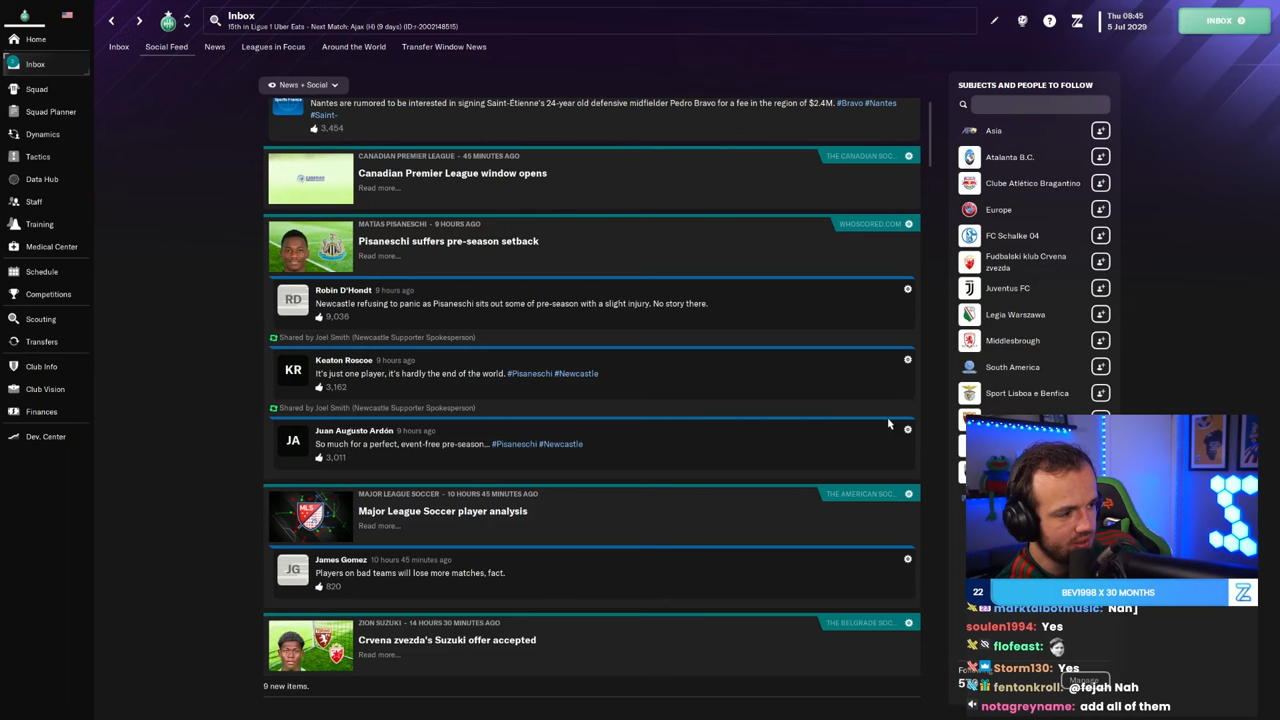 Inbox
15th in Ligue 1 Uber Eats - Next Match: Ajax (H) (9 days) (ID:r-2002148515)
Thu 08:45
5 Jul 2029
INBOX
Home
Inbox
Squad
Squad Planner
Dynamics
Tactics
Data Hub
Staff
Training
Medical Center
Schedule
Competitions
Scouting
Transfers
Club Info
Club Vision
Finances
Dev. Center
Inbox Social Feed News Leagues in Focus Around the World Transfer Window News
News + Social
Nantes are rumored to be interested in signing Saint-Étienne's 24-year old defensive midfielder Pedro Bravo for a fee in the region of $2.4M. #Bravo #Nantes
#Saint-
3,454
CANADIAN PREMIER LEAGUE - 45 MINUTES AGO
THE CANADIAN SOC...
Canadian Premier League window opens
Read more...
MATÍAS PISANESCHI - 9 HOURS AGO
WHOSCORED.COM
Pisaneschi suffers pre-season setback
Read more...
RD
Robin D'Hondt 9 hours ago
Newcastle refusing to panic as Pisaneschi sits out some of pre-season with a slight injury. No story there.
9,036
Shared by Joel Smith (Newcastle Supporter Spokesperson)
KR
Keaton Roscoe 9 hours ago
It's just one player, it's hardly the end of the world. #Pisaneschi #Newcastle
3,162
Shared by Joel Smith (Newcastle Supporter Spokesperson)
JA
Juan Augusto Ardón 9 hours ago
So much for a perfect, event-free pre-season... #Pisaneschi #Newcastle
3,011
MAJOR LEAGUE SOCCER - 10 HOURS 45 MINUTES AGO
THE AMERICAN SOC...
Major League Soccer player analysis
Read more...
JG
James Gomez 10 hours 45 minutes ago
Players on bad teams will lose more matches, fact.
820
ZION SUZUKI - 14 HOURS 30 MINUTES AGO
THE BELGRADE SOC...
Crvena zvezda's Suzuki offer accepted
Read more...
9 new items.
SUBJECTS AND PEOPLE TO FOLLOW
Asia
Atalanta B.C.
Clube Atlético Bragantino
Europe
FC Schalke 04
Fudbalski klub Crvena
zvezda
Juventus FC
Legia Warszawa
Middlesbrough
South America
Sport Lisboa e Benfica
22 BEV1998 X 30 MONTHS
marktalbotmusic: Nah]
soulen1994: Yes
flofeast:
Storm130: Yes
Manage
fentonkroll: @fejah Nah
notagreyname: add all of them